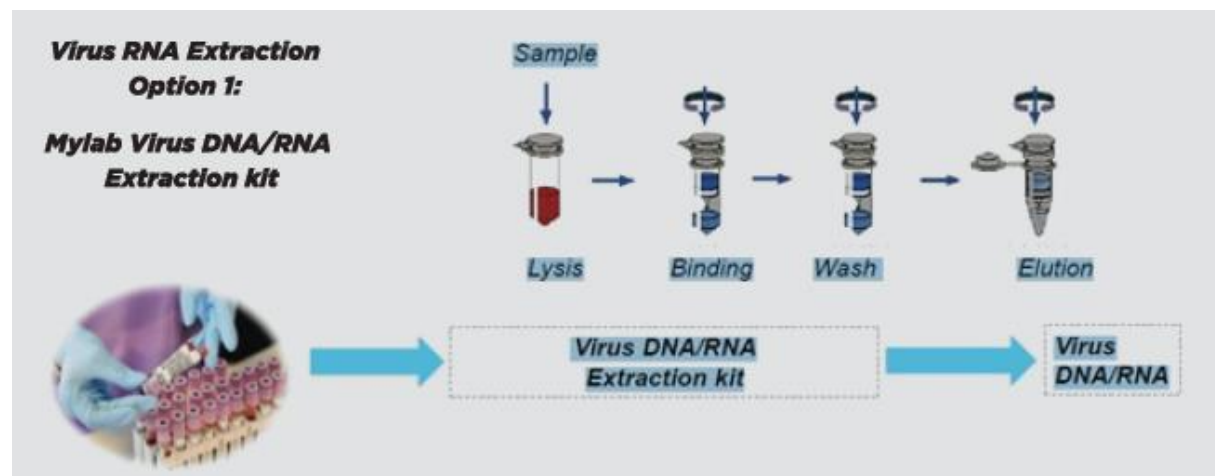 Virus RNA Extraction
Option 1:
Mylab Virus DNA/RNA
Extraction kit
Sample
Lysis
Binding
Wash
Elution
Virus DNA/RNA
Extraction kit
Virus
DNA/RNA